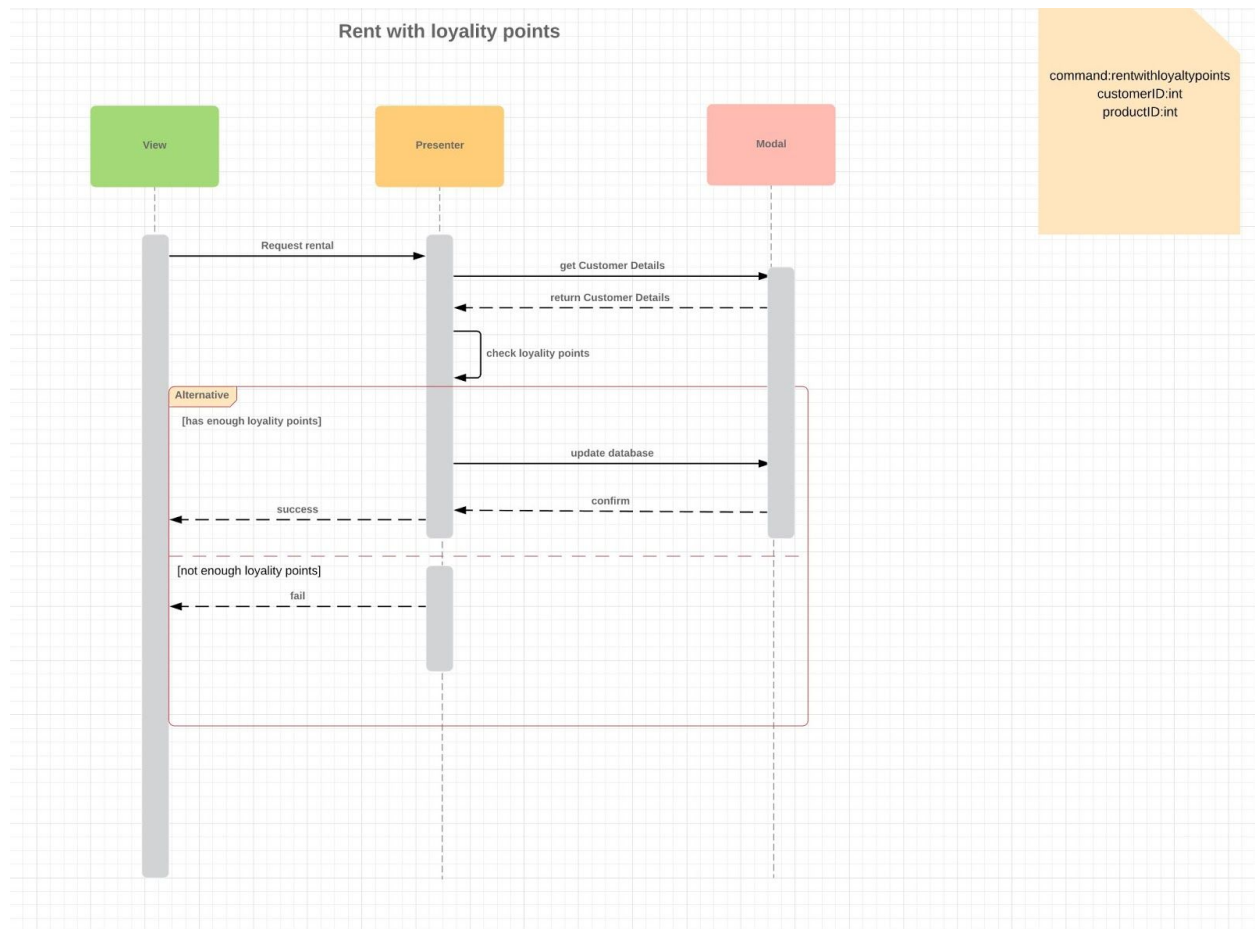 Rent with loyality points
command:rentwithloyaltypoints
customerID:int
productID:int
View
Presenter
Modal
Request rental
get Customer Details
return Customer Details
check loyality points
Alternative
[has enough loyality points]
update database
confirm
success
[not enough loyality points]
fail